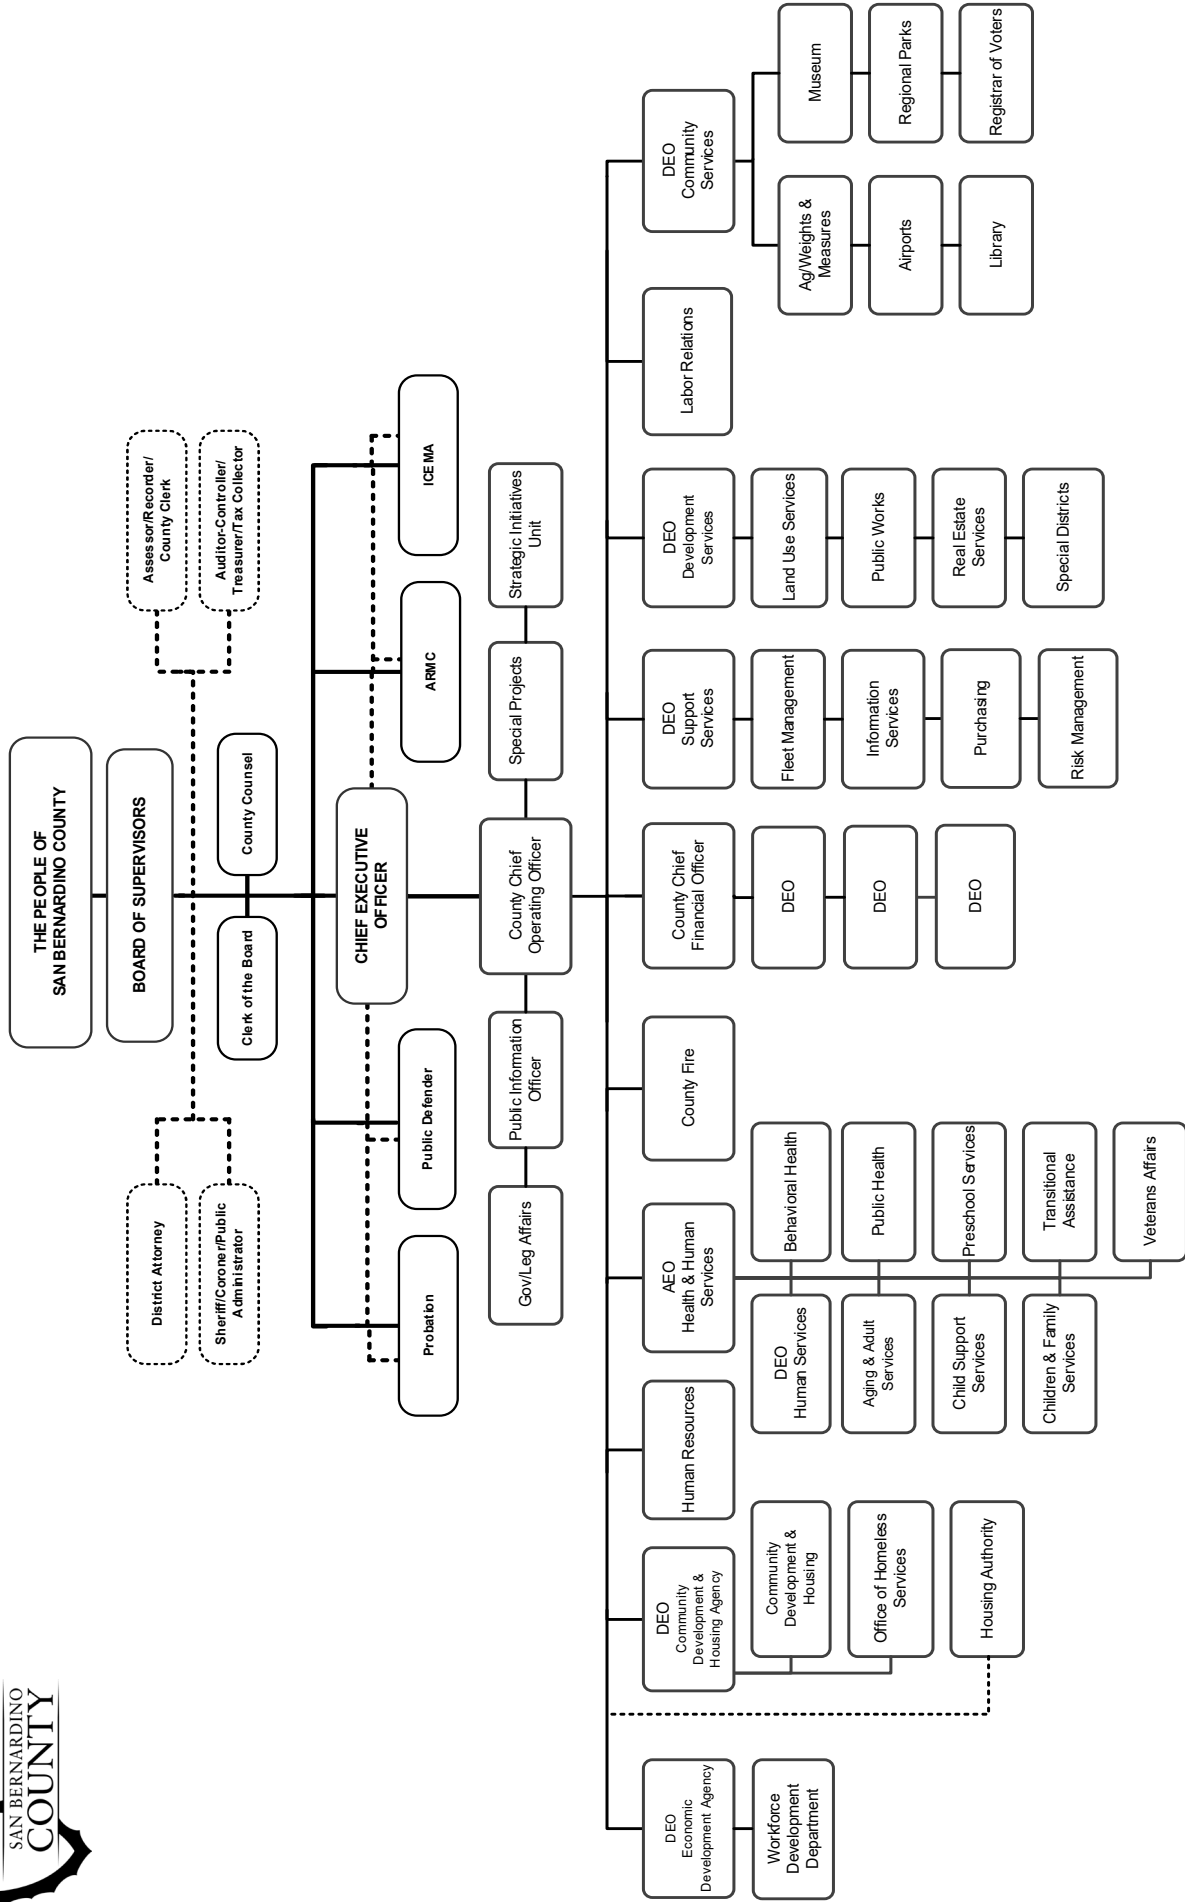 SAN BERNARDINO
COUNTY
THE PEOPLE OF
SAN BERNARDINO COUNTY
BOARD OF SUPERVISORS
District Attorney
Sheriff/Coroner/Public
Administrator
Assessor/Recorder/
County Clerk
Auditor-Controller/
Treasurer/Tax Collector
Clerk of the Board
County Counsel
CHIEF EXECUTIVE
OFFICER
Probation
Public Defender
ARMC
ICEMA
Gov/Leg Affairs
Public Information
Officer
County Chief
Operating Officer
Special Projects
Strategic Initiatives
Unit
DEO
Economic
Development Agency
Workforce
Development
Department
DEO
Community
Development &
Housing Agency
Community
Development &
Housing
Office of Homeless
Services
Housing Authority
Human Resources
AEO
Health & Human
Services
DEO
Human Services
Behavioral Health
Aging & Adult
Services
Public Health
Child Support
Services
Preschool Services
Children & Family
Services
Transitional
Assistance
Veterans Affairs
County Fire
County Chief
Financial Officer
DEO
DEO
DEO
DEO
Support
Services
Fleet Management
Information
Services
Purchasing
Risk Management
DEO
Development
Services
Land Use Services
Public Works
Real Estate
Services
Special Districts
Labor Relations
DEO
Community
Services
Ag/Weights &
Measures
Museum
Airports
Regional Parks
Library
Registrar of Voters